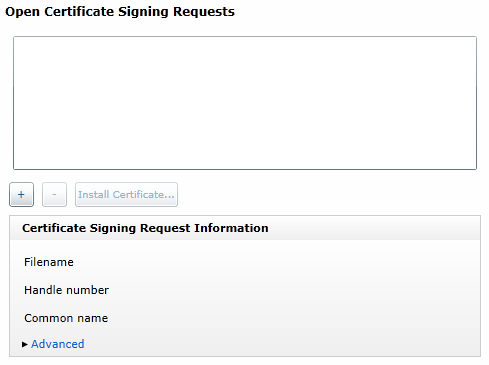 Open Certificate Signing Requests
+
-
Install Certificate...
Certificate Signing Request Information
Filename
Handle number
Common name
Advanced